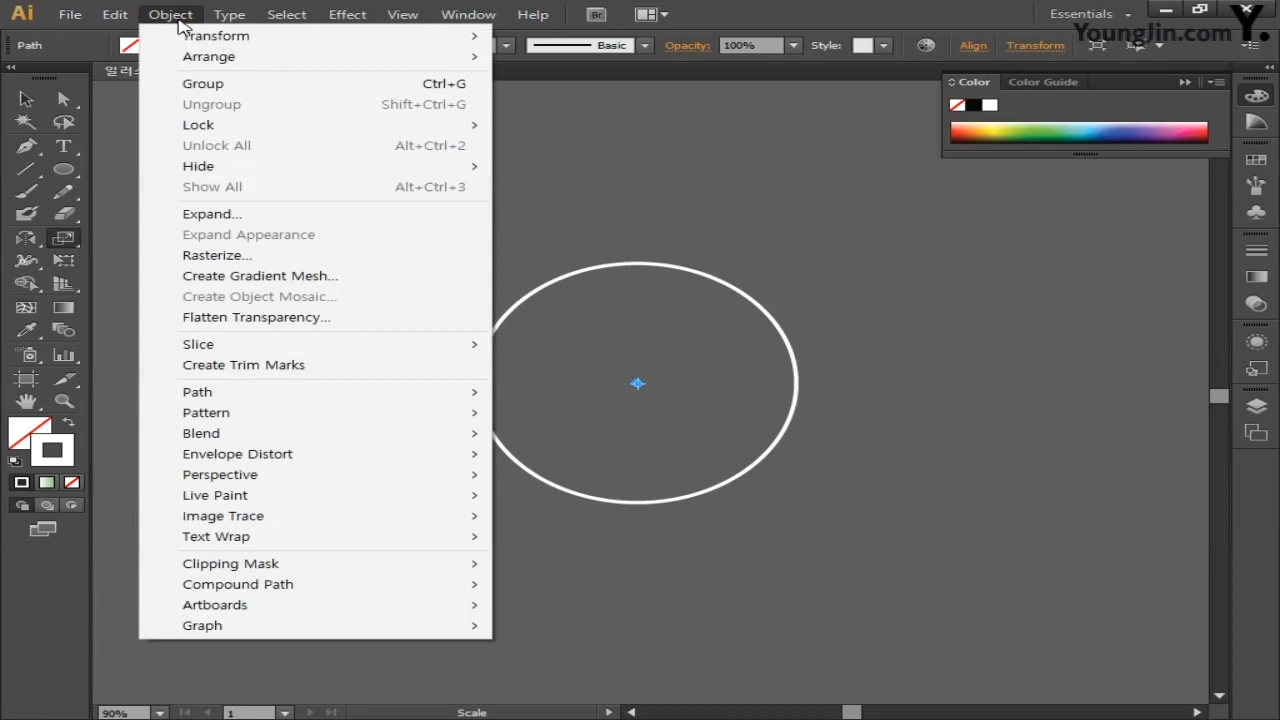 Ai File Edit Object Type Select Effect View Window Help Br Essentials
YoungJin.com Y.
Path Basic Opacity: 100% Style: Align Transform
일러스
Color Color Guide
Transform
Arrange
Group Ctrl+G
Ungroup Shift+Ctrl+G
Lock
Unlock All Alt+Ctrl+2
Hide
Show All Alt+Ctrl+3
Expand...
Expand Appearance
Rasterize...
Create Gradient Mesh...
Create Object Mosaic...
Flatten Transparency...
Slice
Create Trim Marks
Path
Pattern
Blend
Envelope Distort
Perspective
Live Paint
Image Trace
Text Wrap
Clipping Mask
Compound Path
Artboards
Graph
90% 1 Scale